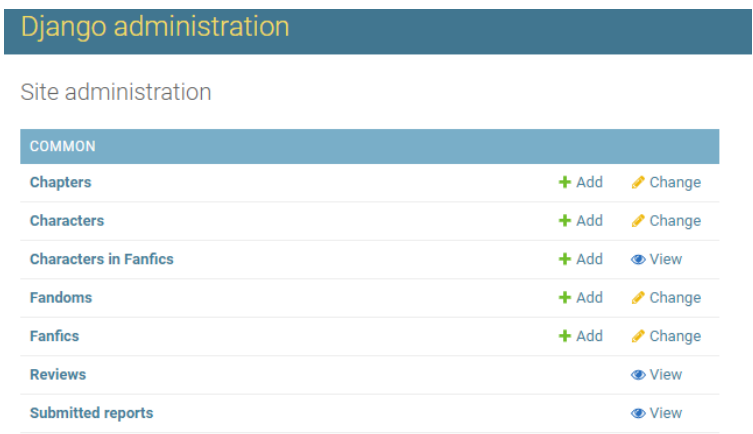 Django administration
Site administration
COMMON
Chapters Add Change
Characters Add Change
Characters in Fanfics Add View
Fandoms Add Change
Fanfics Add Change
Reviews View
Submitted reports View